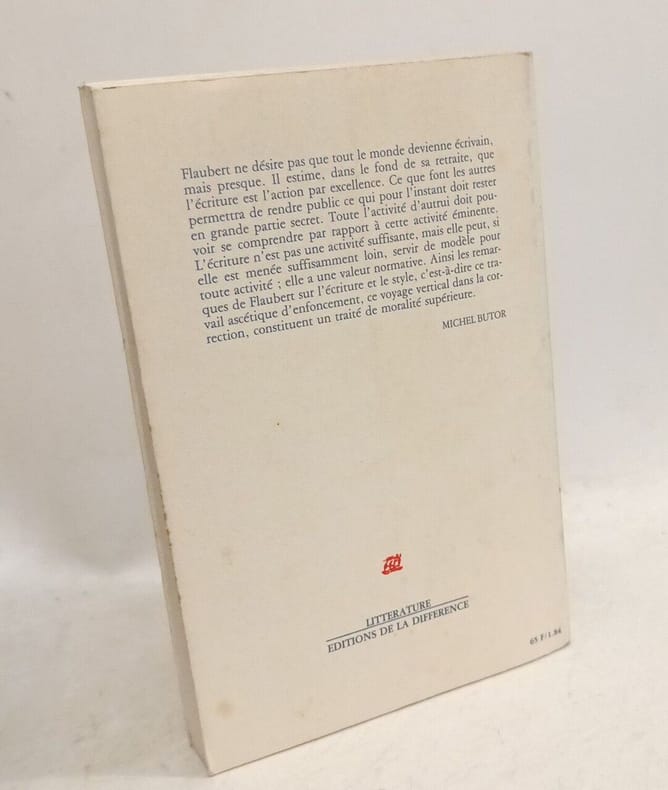 Flaubert ne désire pas que tout le monde devienne écrivain,
mais presque. Il estime, dans le fond de sa retraite, que
l'écriture est l'action par excellence. Ce que font les autres
permettra de rendre public ce qui pour l'instant doit rester
en grande partie secret. Toute l'activité d'autrui doit pou-
voir se comprendre par rapport à cette activité éminente.
L'écriture n'est pas une activité suffisante, mais elle peut, si
elle est menée suffisamment loin, servir de modèle pour
toute activité ; elle a une valeur normative. Ainsi les remar-
ques de Flaubert sur l'écriture et le style, c'est-à-dire ce tra-
vail ascétique d'enfoncement, ce voyage vertical dans la cor-
rection, constituent un traité de moralité supérieure.
MICHEL BUTOR
LITTERATURE
EDITIONS DE LA DIFFERENCE
65 F/1.84